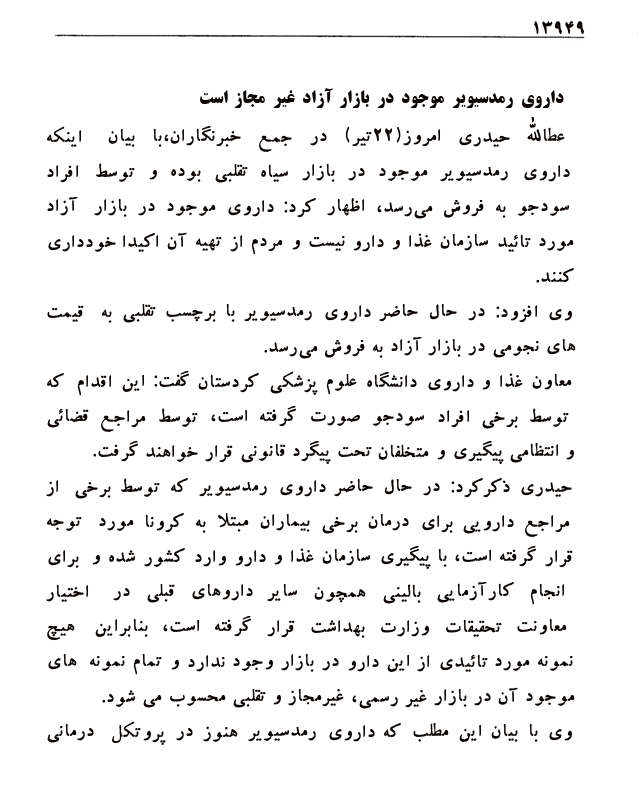 ۱۳۹۴۹
داروی رمدسیویر موجود در بازار آزاد غیر مجاز است
عطالله حیدری امروز(۲۲تیر) در جمع خبرنگاران،با بیان اینکه
داروی رمدسیویر موجود در بازار سیاه تقلبی بوده و توسط افراد
سودجو به فروش می‌رسد، اظهار کرد: داروی موجود در بازار آزاد
مورد تائید سازمان غذا و دارو نیست و مردم از تهیه آن اکیدا خودداری
کنند.
وی افزود: در حال حاضر داروی رمدسیویر با برچسب تقلبی به قیمت
های نجومی در بازار آزاد به فروش می‌رسد.
معاون غذا و داروی دانشگاه علوم پزشکی کردستان گفت: این اقدام که
توسط برخی افراد سودجو صورت گرفته است، توسط مراجع قضائی
و انتظامی پیگیری و متخلفان تحت پیگرد قانونی قرار خواهند گرفت.
حیدری ذکرکرد: در حال حاضر داروی رمدسیویر که توسط برخی از
مراجع دارویی برای درمان برخی بیماران مبتلا به کرونا مورد توجه
قرار گرفته است، با پیگیری سازمان غذا و دارو وارد کشور شده و برای
انجام کارآزمایی بالینی همچون سایر داروهای قبلی در اختیار
معاونت تحقیقات وزارت بهداشت قرار گرفته است، بنابراین هیچ
نمونه مورد تائیدی از این دارو در بازار وجود ندارد و تمام نمونه های
موجود آن در بازار غیر رسمی، غیرمجاز و تقلبی محسوب می شود.
وی با بیان این مطلب که داروی رمدسیویر هنوز در پروتکل درمانی